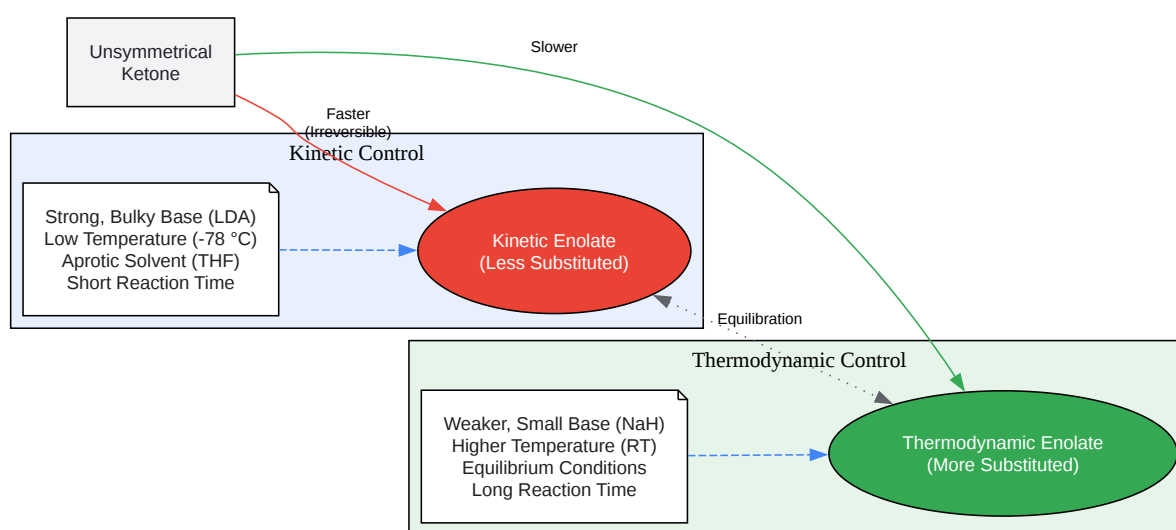 Unsymmetrical
Ketone
Slower
Faster
(Irreversible)
Kinetic Control
Strong, Bulky Base (LDA)
Low Temperature (-78 °C)
Aprotic Solvent (THF)
Short Reaction Time
Kinetic Enolate
(Less Substituted)
Equilibration
Thermodynamic Control
Weaker, Small Base (NaH)
Higher Temperature (RT)
Equilibrium Conditions
Long Reaction Time
Thermodynamic Enolate
(More Substituted)